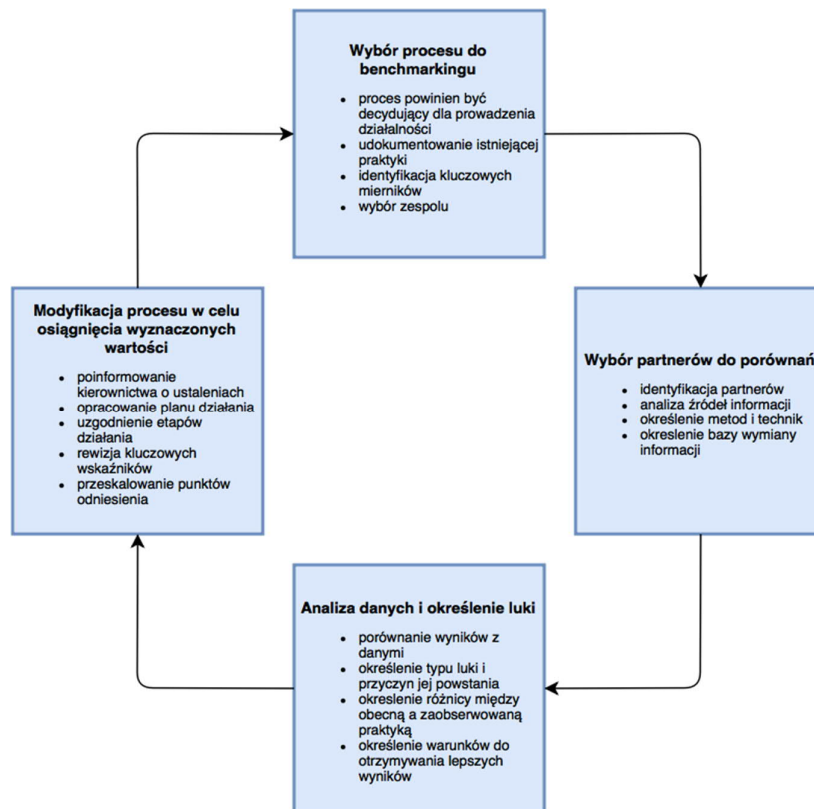 Wybór procesu do
benchmarkingu
proces powinien być
decydujący dla prowadzenia
działalności
udokumentowanie istniejącej
praktyki
identyfikacja kluczowych
mierników
wybór zespolu
Wybór partnerów do porównań
identyfikacja partnerów
analiza źródeł informacji
określenie metod i technik
okreslenie bazy wymiany
informacji
Analiza danych i określenie luki
porównanie wyników z
danymi
określenie typu luki i
przyczyn jej powstania
okreslenie różnicy między
obecną a zaobserwowaną
praktyką
określenie warunków do
otrzymywania lepszych
wyników
Modyfikacja procesu w celu
osiągnięcia wyznaczonych
wartości
poinformowanie
kierownictwa o ustaleniach
opracowanie planu działania
uzgodnienie etapów
działania
rewizja kluczowych
wskaźników
przeskalowanie punktów
odniesienia